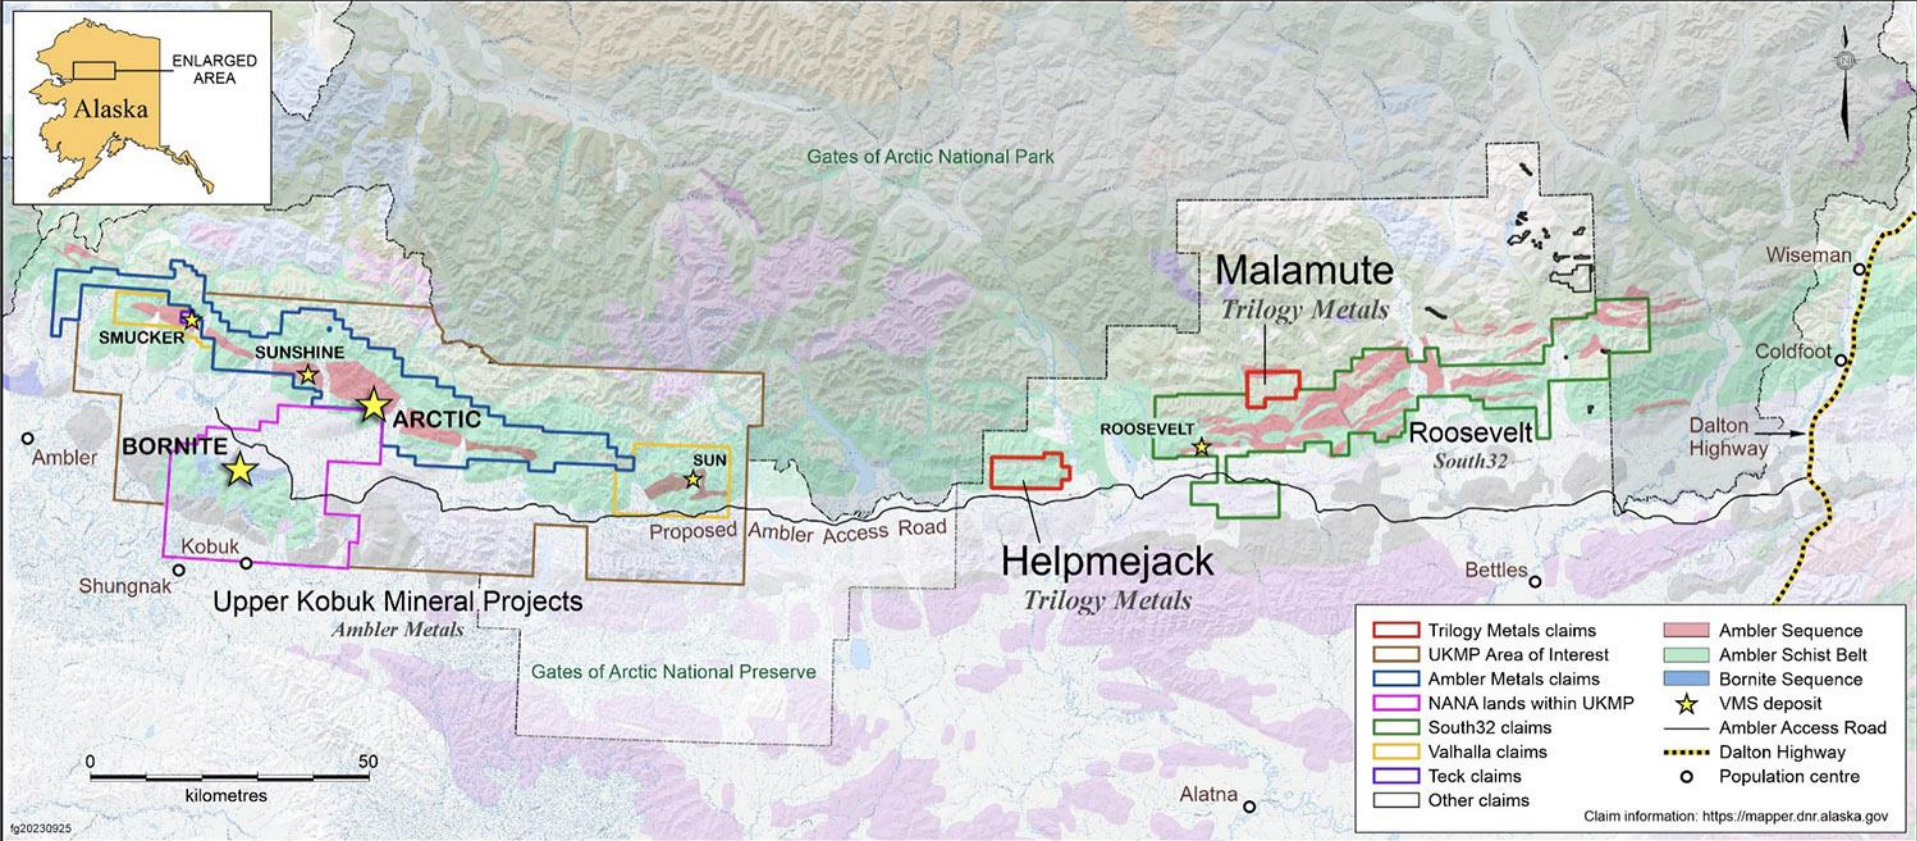 ENLARGED
AREA
Alaska
Gates of Arctic National Park
Malamute
Trilogy Metals
Wiseman
Coldfoot
Dalton
Highway
SMUCKER
SUNSHINE
ARCTIC
BORNITE
Ambler
SUN
ROOSEVELT
Roosevelt
South32
Proposed Ambler Access Road
Kobuk
Shungnak
Helpmejack
Trilogy Metals
Bettles
Upper Kobuk Mineral Projects
Ambler Metals
Gates of Arctic National Preserve
Alatna
0 50
kilometres
fg20230925
Trilogy Metals claims
UKMP Area of Interest
Ambler Metals claims
NANA lands within UKMP
South32 claims
Valhalla claims
Teck claims
Other claims
Ambler Sequence
Ambler Schist Belt
Bornite Sequence
VMS deposit
Ambler Access Road
Dalton Highway
Population centre
Claim information: https://mapper.dnr.alaska.gov